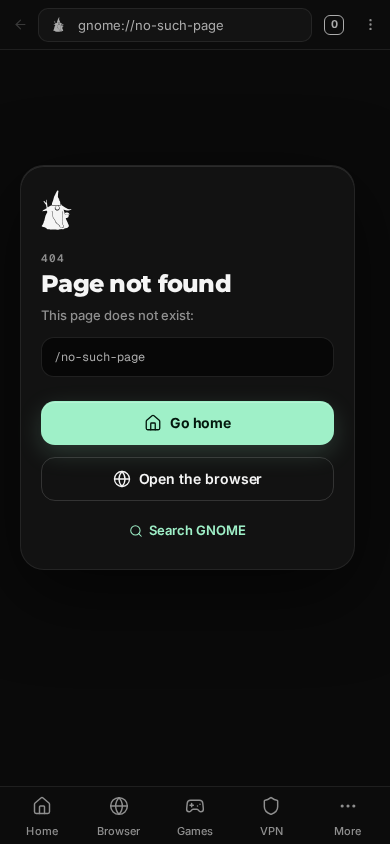 gnome://no-such-page
0
404
Page not found
This page does not exist:
/no-such-page
Go home
Open the browser
Search GNOME
Home
Browser
Games
VPN
More